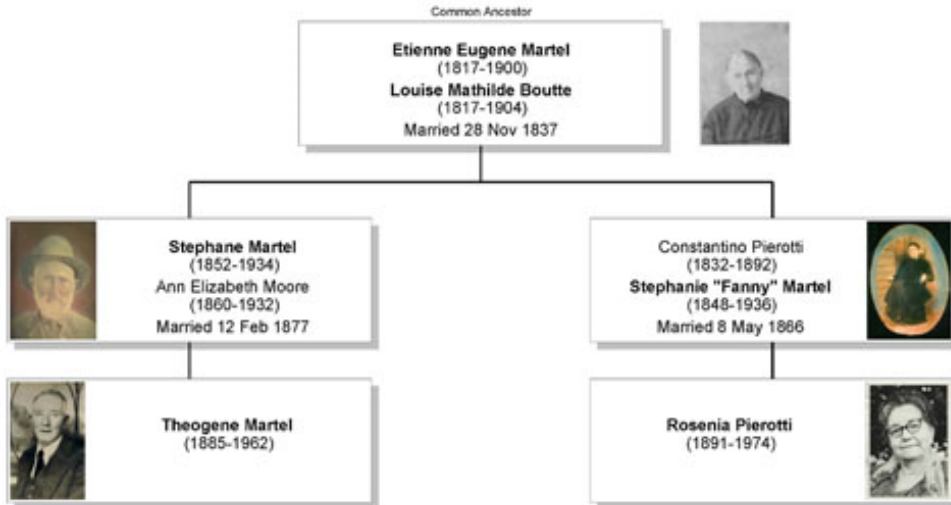 Common Ancestor
Etienne Eugene Martel
(1817-1900)
Louise Mathilde Boutte
(1817-1904)
Married 28 Nov 1837
Stephane Martel
(1852-1934)
Ann Elizabeth Moore
(1860-1932)
Married 12 Feb 1877
Constantino Pierotti
(1832-1892)
Stephanie "Fanny" Martel
(1848-1936)
Married 8 May 1866
Theogene Martel
(1885-1962)
Rosenia Pierotti
(1891-1974)